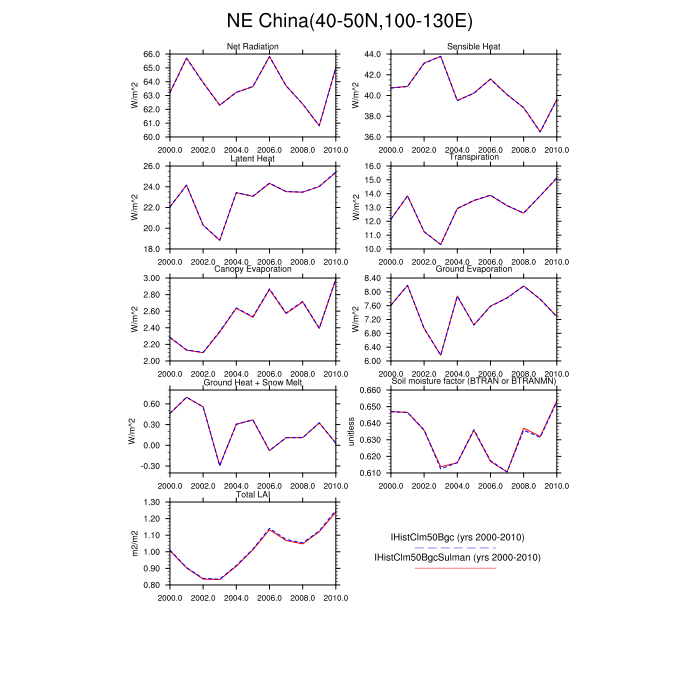 NE China(40-50N,100-130E)
Net Radiation
Sensible Heat
66.0
65.0
64.0
63.0
62.0
61.0
60.0
W/m^2
2000.0 2002.0 2004.0 2006.0 2008.0 2010.0
44.0
42.0
40.0
38.0
36.0
W/m^2
2000.0 2002.0 2004.0 2006.0 2008.0 2010.0
Latent Heat
Transpiration
26.0
24.0
22.0
20.0
18.0
W/m^2
2000.0 2002.0 2004.0 2006.0 2008.0 2010.0
16.0
15.0
14.0
13.0
12.0
11.0
10.0
W/m^2
2000.0 2002.0 2004.0 2006.0 2008.0 2010.0
Canopy Evaporation
Ground Evaporation
3.00
2.80
2.60
2.40
2.20
2.00
W/m^2
2000.0 2002.0 2004.0 2006.0 2008.0 2010.0
8.40
8.00
7.60
7.20
6.80
6.40
6.00
W/m^2
2000.0 2002.0 2004.0 2006.0 2008.0 2010.0
Ground Heat + Snow Melt
Soil moisture factor (BTRAN or BTRANMN)
0.60
0.30
0.00
-0.30
W/m^2
2000.0 2002.0 2004.0 2006.0 2008.0 2010.0
0.660
0.650
0.640
0.630
0.620
0.610
unitless
2000.0 2002.0 2004.0 2006.0 2008.0 2010.0
Total LAI
1.30
1.20
1.10
1.00
0.90
0.80
m2/m2
2000.0 2002.0 2004.0 2006.0 2008.0 2010.0
IHistClm50Bgc (yrs 2000-2010)
IHistClm50BgcSulman (yrs 2000-2010)